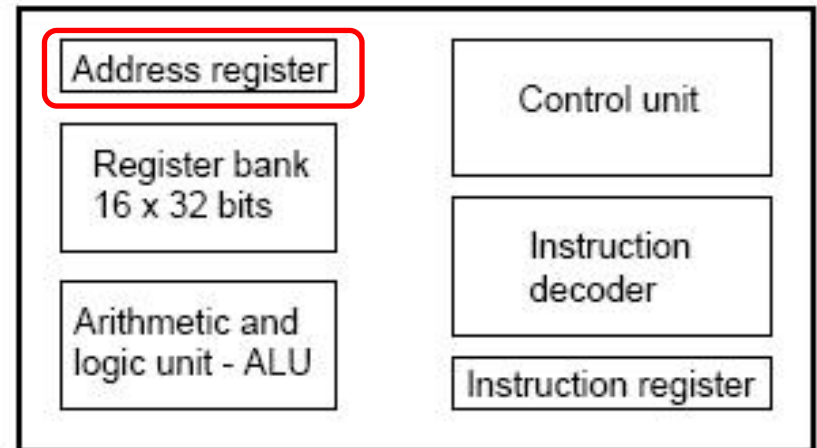 Address register
Register bank
16 x 32 bits
Arithmetic and
logic unit - ALU
Control unit
Instruction
decoder
Instruction register